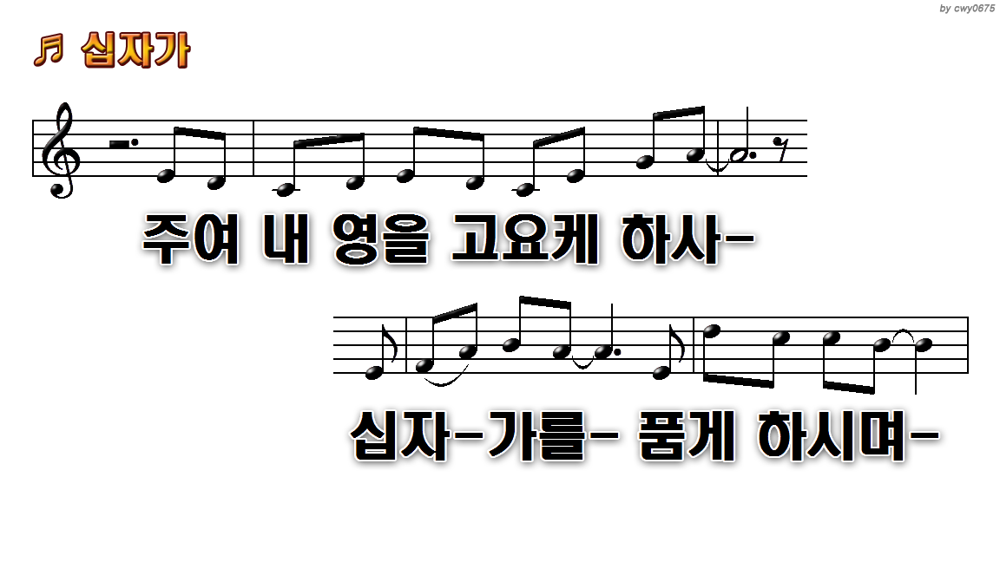 by cwy0675
♬ 십자가
주여 내 영을 고요케 하사-
십자-가를- 품게 하시며-